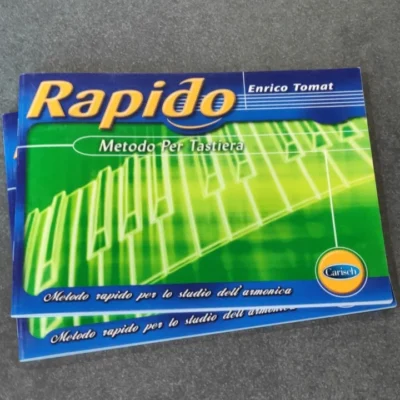 Rapido
Enrico Tomat
Metodo Per Tastiera
Carisch
Metodo rapido per lo studio dell'armonica
Metodo rapido per lo studio dell'armonica